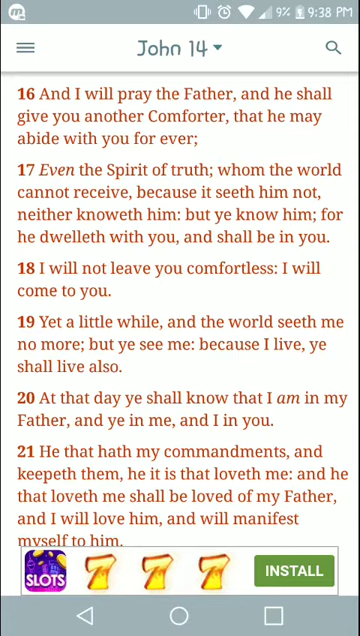 9% 9:38 PM
John 14
16 And I will pray the Father, and he shall
give you another Comforter, that he may
abide with you for ever;
17 Even the Spirit of truth; whom the world
cannot receive, because it seeth him not,
neither knoweth him: but ye know him; for
he dwelleth with you, and shall be in you.
18 I will not leave you comfortless: I will
come to you.
19 Yet a little while, and the world seeth me
no more; but ye see me: because I live, ye
shall live also.
20 At that day ye shall know that I am in my
Father, and ye in me, and I in you.
21 He that hath my commandments, and
keepeth them, he it is that loveth me: and he
that loveth me shall be loved of my Father,
and I will love him, and will manifest
myself to him.
SLOTS 7 7 7 INSTALL